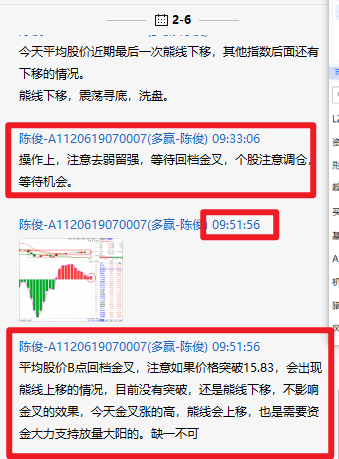 2-6
今天平均股价近期最后一次能线下移，其他指数后面还有
下移的情况。
能线下移，震荡寻底，洗盘。
陈俊-A1120619070007(多赢-陈俊) 09:33:06
操作上，注意去弱留强，等待回档金叉，个股注意调仓，
等待机会。
陈俊-A1120619070007(多赢-陈俊) 09:51:56
陈俊-A1120619070007(多赢-陈俊) 09:51:56
平均股价B点回档金叉，注意如果价格突破15.83，会出现
能线上移的情况，目前没有突破，还是能线下移，不影响
金叉的效果，今天金叉涨的高，能线会上移，也是需要资
金大力支持放量大阳的。缺一不可